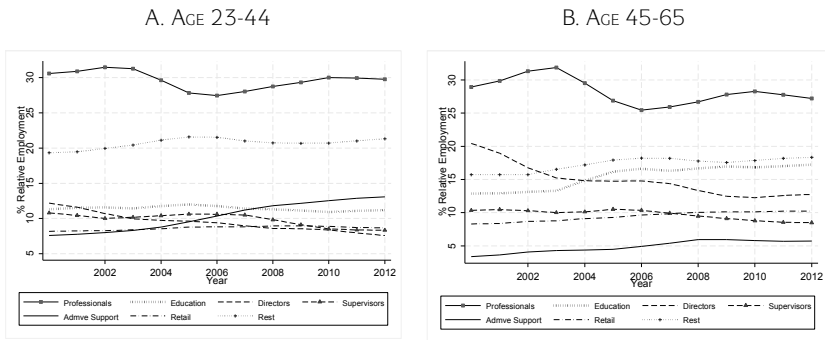 A. AGE 23-44
% Relative Employment
30
25
20
15
10
5
2002 2004 2006 2008 2010 2012
Year
Professionals Education Directors Supervisors
Admve Support Retail Rest
B. AGE 45-65
% Relative Employment
30
25
20
15
10
5
2002 2004 2006 2008 2010 2012
Year
Professionals Education Directors Supervisors
Admve Support Retail Rest